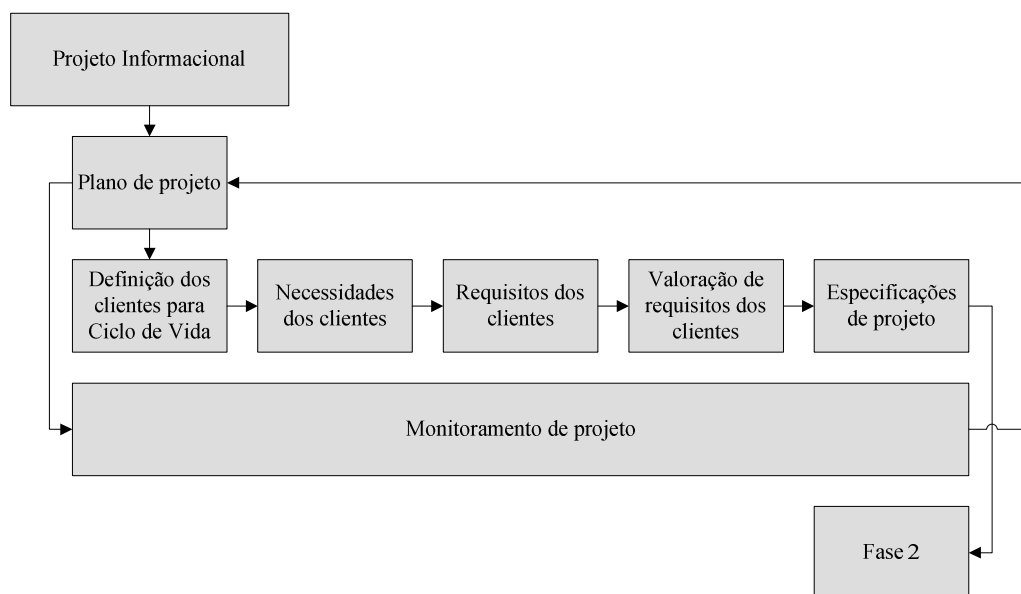 Projeto Informacional
Plano de projeto
Definição dos
clientes para
Ciclo de Vida
Necessidades
dos clientes
Requisitos dos
clientes
Valoração de
requisitos dos
clientes
Especificações
de projeto
Monitoramento de projeto
Fase 2